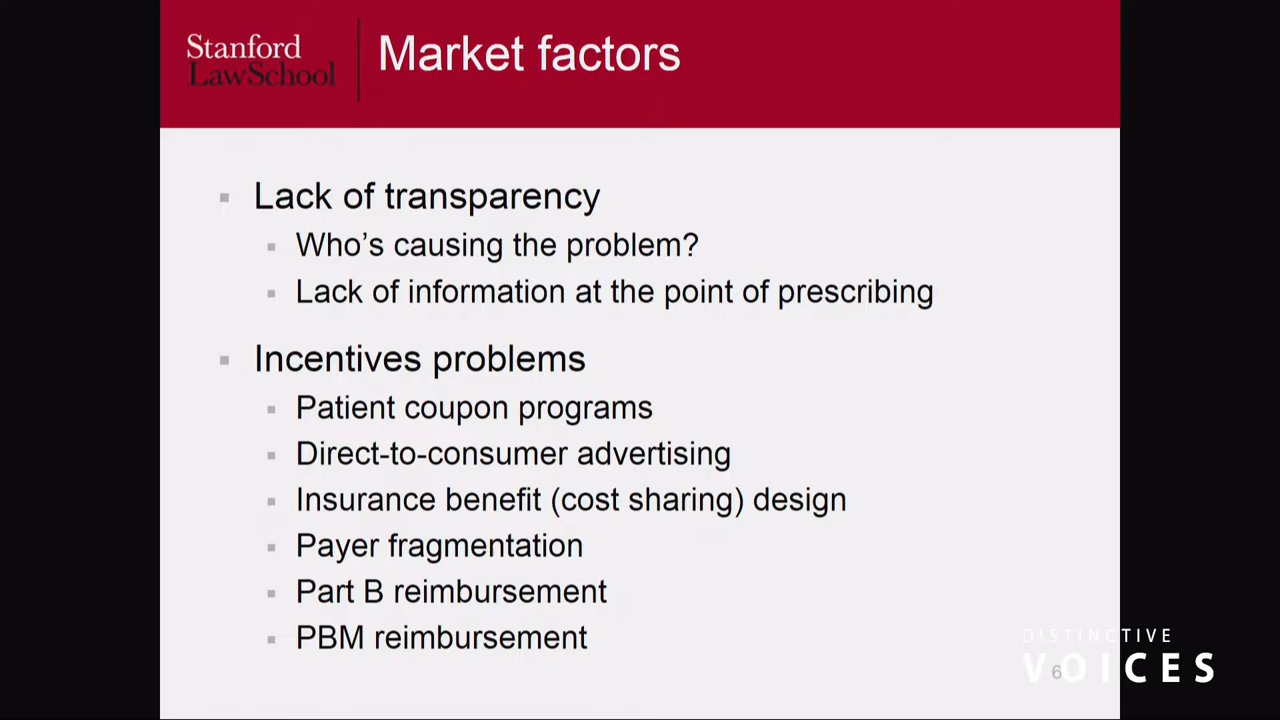 Stanford
LawSchool
Market factors
Lack of transparency
Who's causing the problem?
Lack of information at the point of prescribing
Incentives problems
Patient coupon programs
Direct-to-consumer advertising
Insurance benefit (cost sharing) design
Payer fragmentation
Part B reimbursement
PBM reimbursement
DISTINCTIVE
VOICES
6